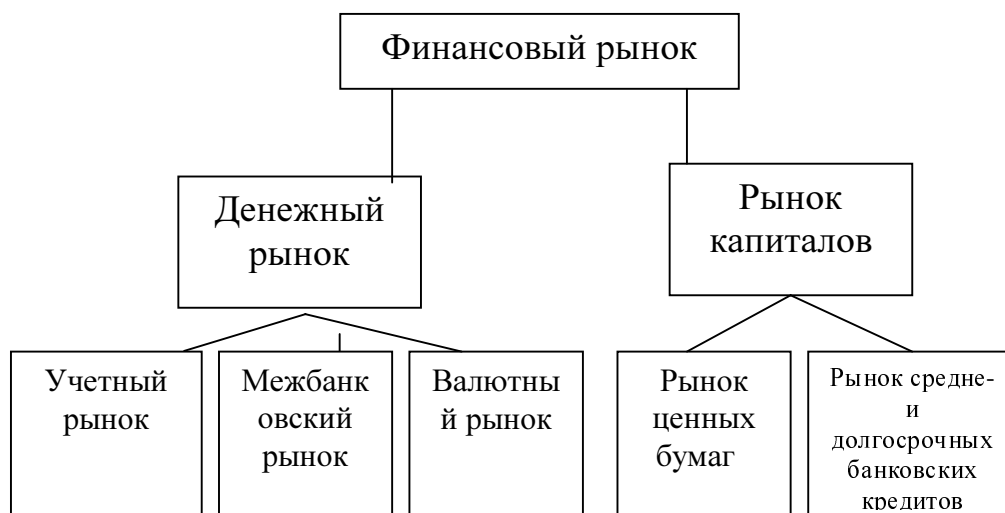 Финансовый рынок
Денежный
рынок
Рынок
капиталов
Учетный
рынок
Межбанк
овский
рынок
Валютны
й рынок
Рынок
ценных
бумаг
Рынок средне-
и
долгосрочных
банковских
кредитов